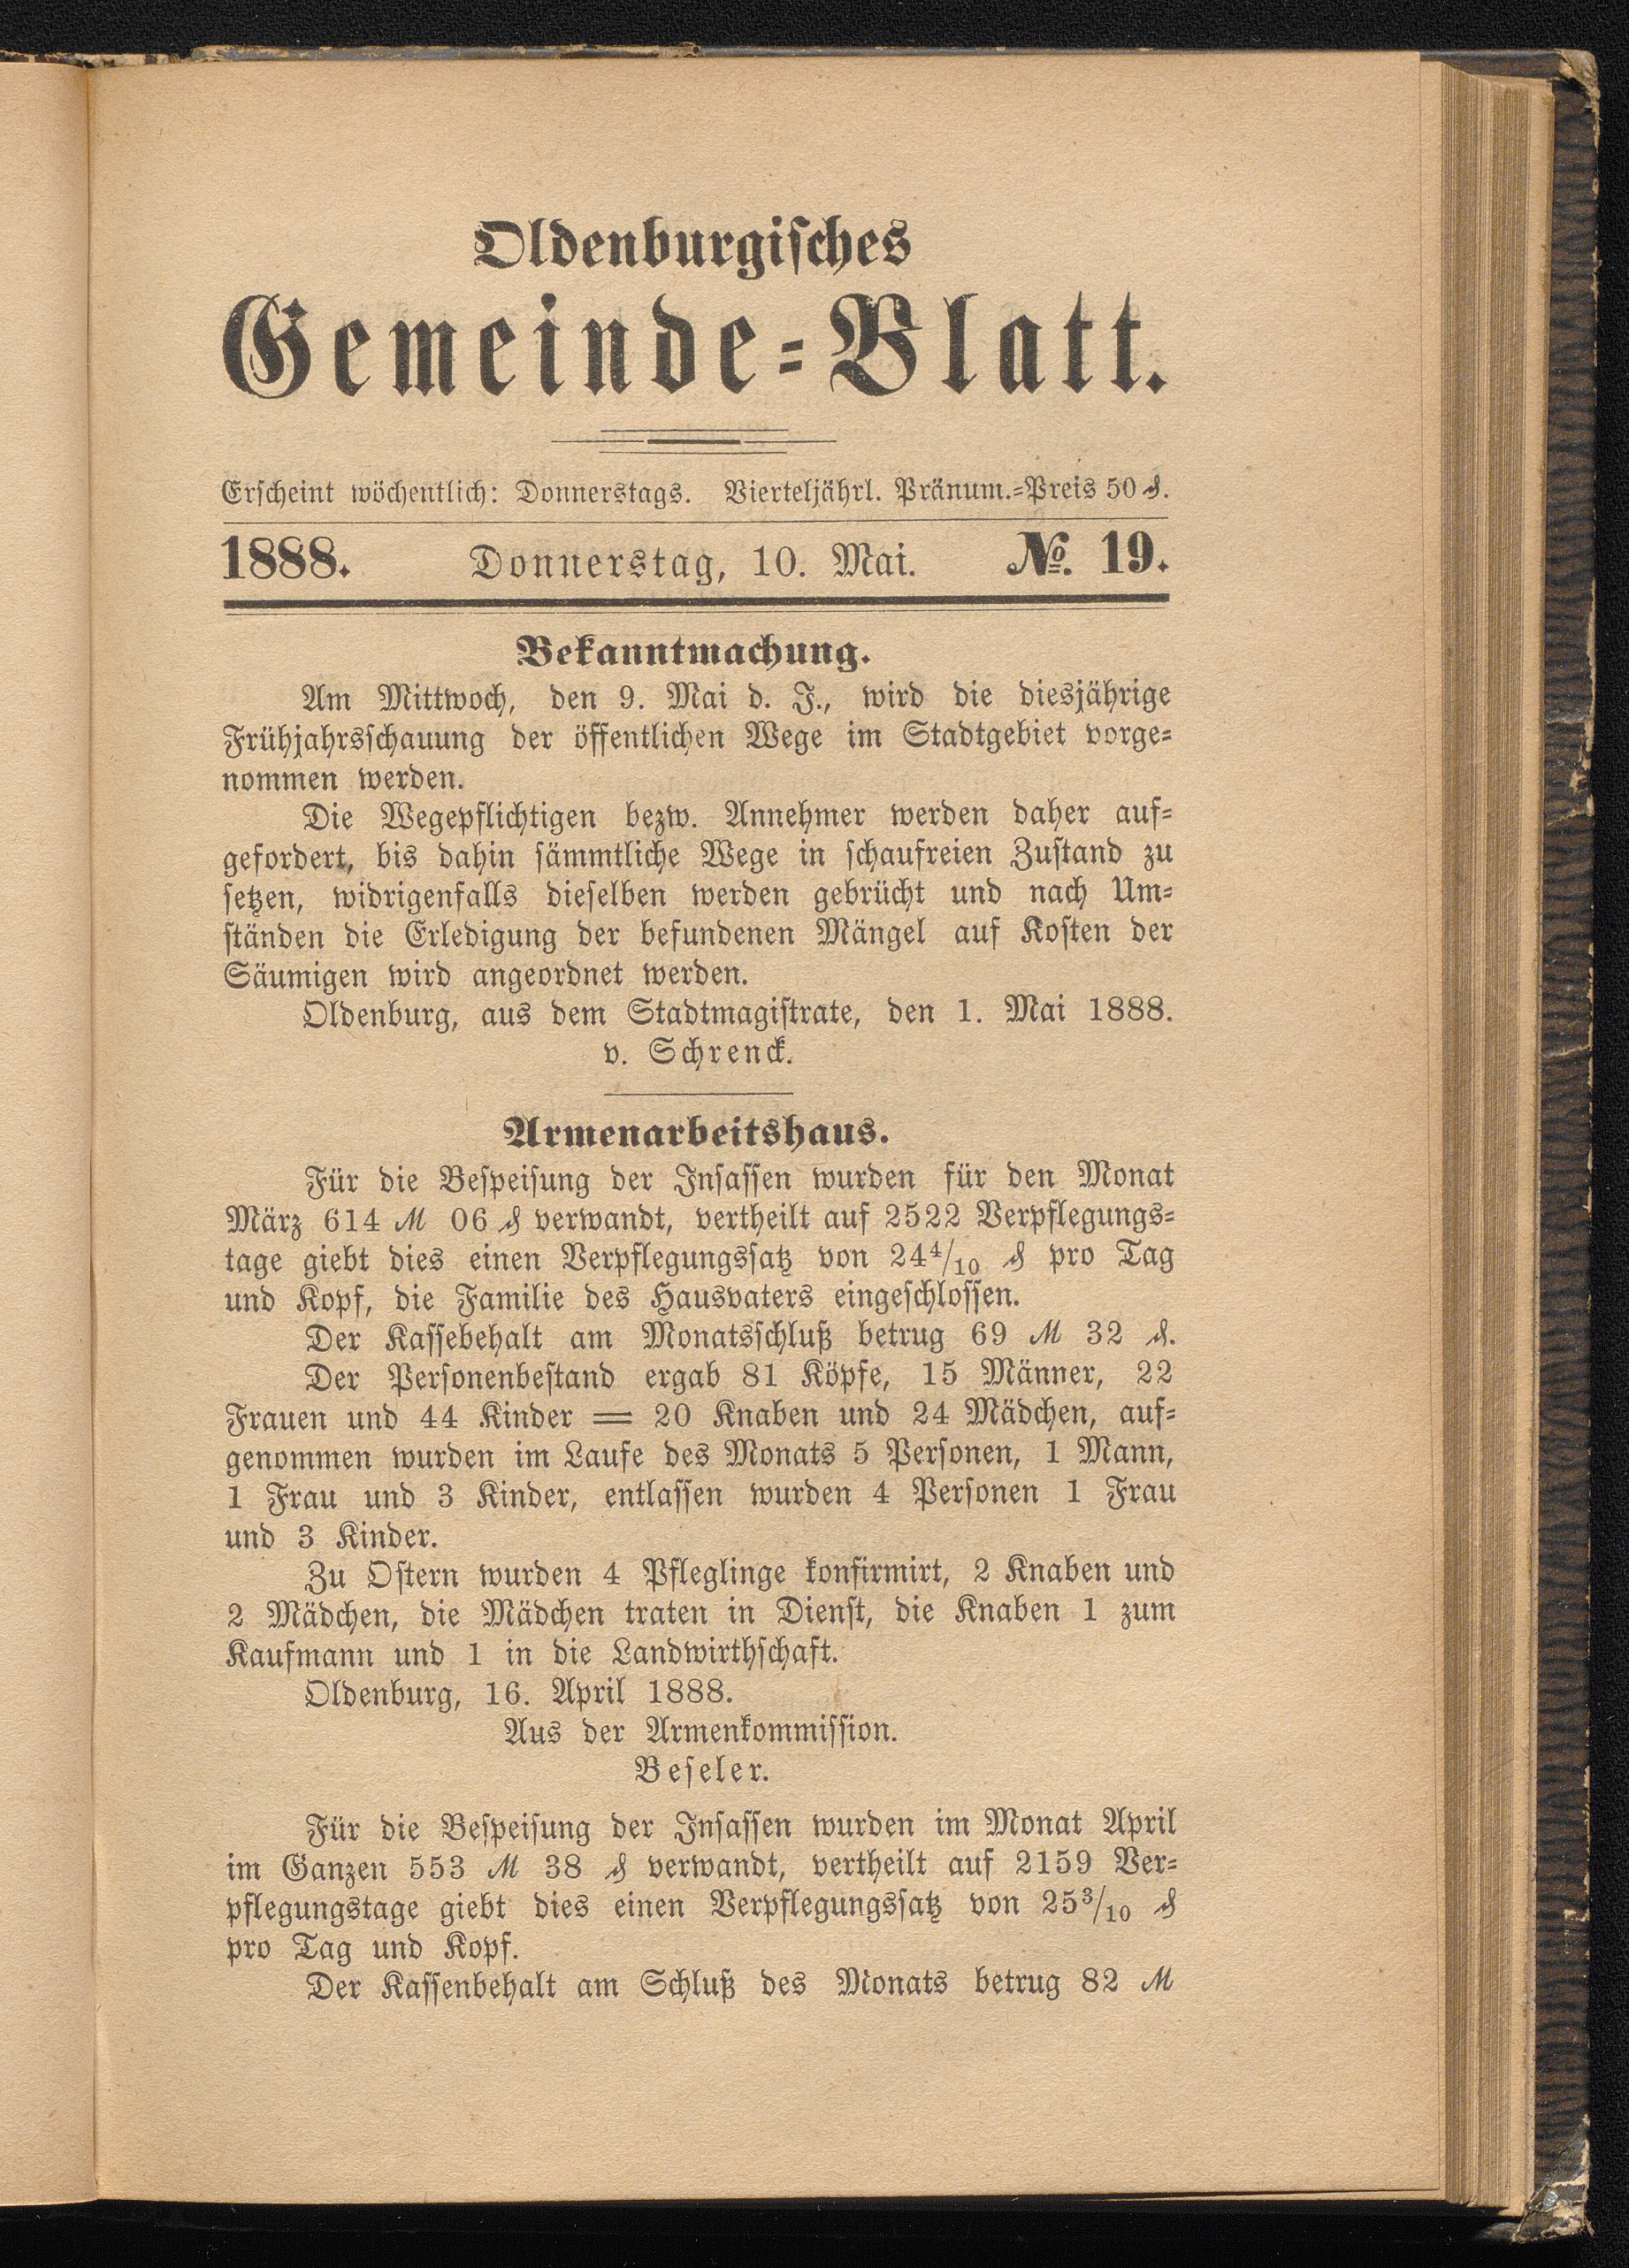 Oldenburgisches
Gemeinde-Blatt.
Erscheint wöchentlich: Donnerstags. Vierteljährl. Pränum.-Preis 50 ₰.
1888. Donnerstag, 10. Mai. №. 19.
Bekanntmachung.
Am Mittwoch, den 9. Mai d. J., wird die diesjährige
Frühjahrsschauung der öffentlichen Wege im Stadtgebiet vorge-
nommen werden.
Die Wegepflichtigen bezw. Annehmer werden daher auf-
gefordert, bis dahin sämmtliche Wege in schaufreien Zustand zu
setzen, widrigenfalls dieselben werden gebrücht und nach Um-
ständen die Erledigung der befundenen Mängel auf Kosten der
Säumigen wird angeordnet werden.
Oldenburg, aus dem Stadtmagistrate, den 1. Mai 1888.
v. Schrenck.
Armenarbeitshaus.
Für die Bespeisung der Insassen wurden für den Monat
März 614 ℳ 06 ₰ verwandt, vertheilt auf 2522 Verpflegungs-
tage giebt dies einen Verpflegungssatz von 24⁴/₁₀ ₰ pro Tag
und Kopf, die Familie des Hausvaters eingeschlossen.
Der Kassebehalt am Monatsschluß betrug 69 ℳ 32 ₰.
Der Personenbestand ergab 81 Köpfe, 15 Männer, 22
Frauen und 44 Kinder = 20 Knaben und 24 Mädchen, auf-
genommen wurden im Laufe des Monats 5 Personen, 1 Mann,
1 Frau und 3 Kinder, entlassen wurden 4 Personen 1 Frau
und 3 Kinder.
Zu Ostern wurden 4 Pfleglinge konfirmirt, 2 Knaben und
2 Mädchen, die Mädchen traten in Dienst, die Knaben 1 zum
Kaufmann und 1 in die Landwirthschaft.
Oldenburg, 16. April 1888.
Aus der Armenkommission.
Beseler.
Für die Bespeisung der Insassen wurden im Monat April
im Ganzen 553 ℳ 38 ₰ verwandt, vertheilt auf 2159 Ver-
pflegungstage giebt dies einen Verpflegungssatz von 25³/₁₀ ₰
pro Tag und Kopf.
Der Kassenbehalt am Schluß des Monats betrug 82 ℳ